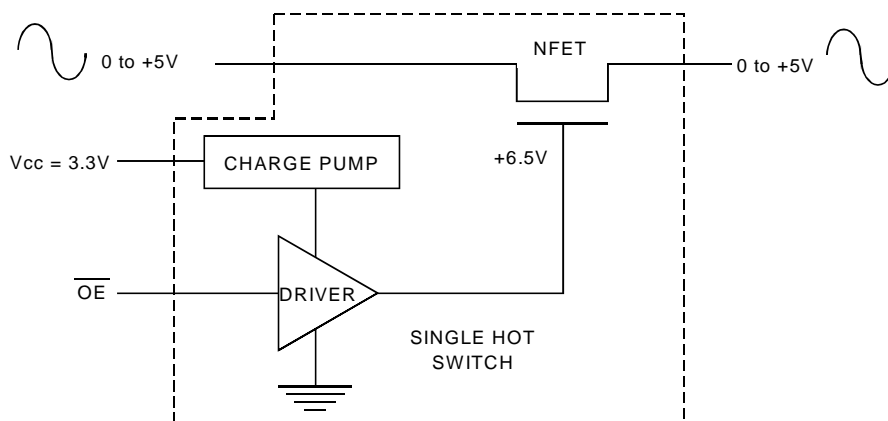 NFET
0 to +5V
0 to +5V
Vcc = 3.3V
CHARGE PUMP
+6.5V
OE
DRIVER
SINGLE HOT
SWITCH